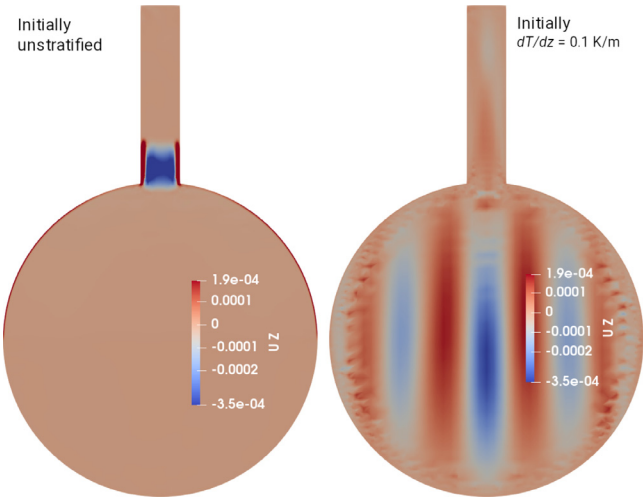 Initially
unstratified
Initially
dT/dz = 0.1 K/m
1.9e-04
0.0001
0
-0.0001
-0.0002
-3.5e-04
U Z
1.9e-04
0.0001
0
-0.0001
-0.0002
-3.5e-04
U Z